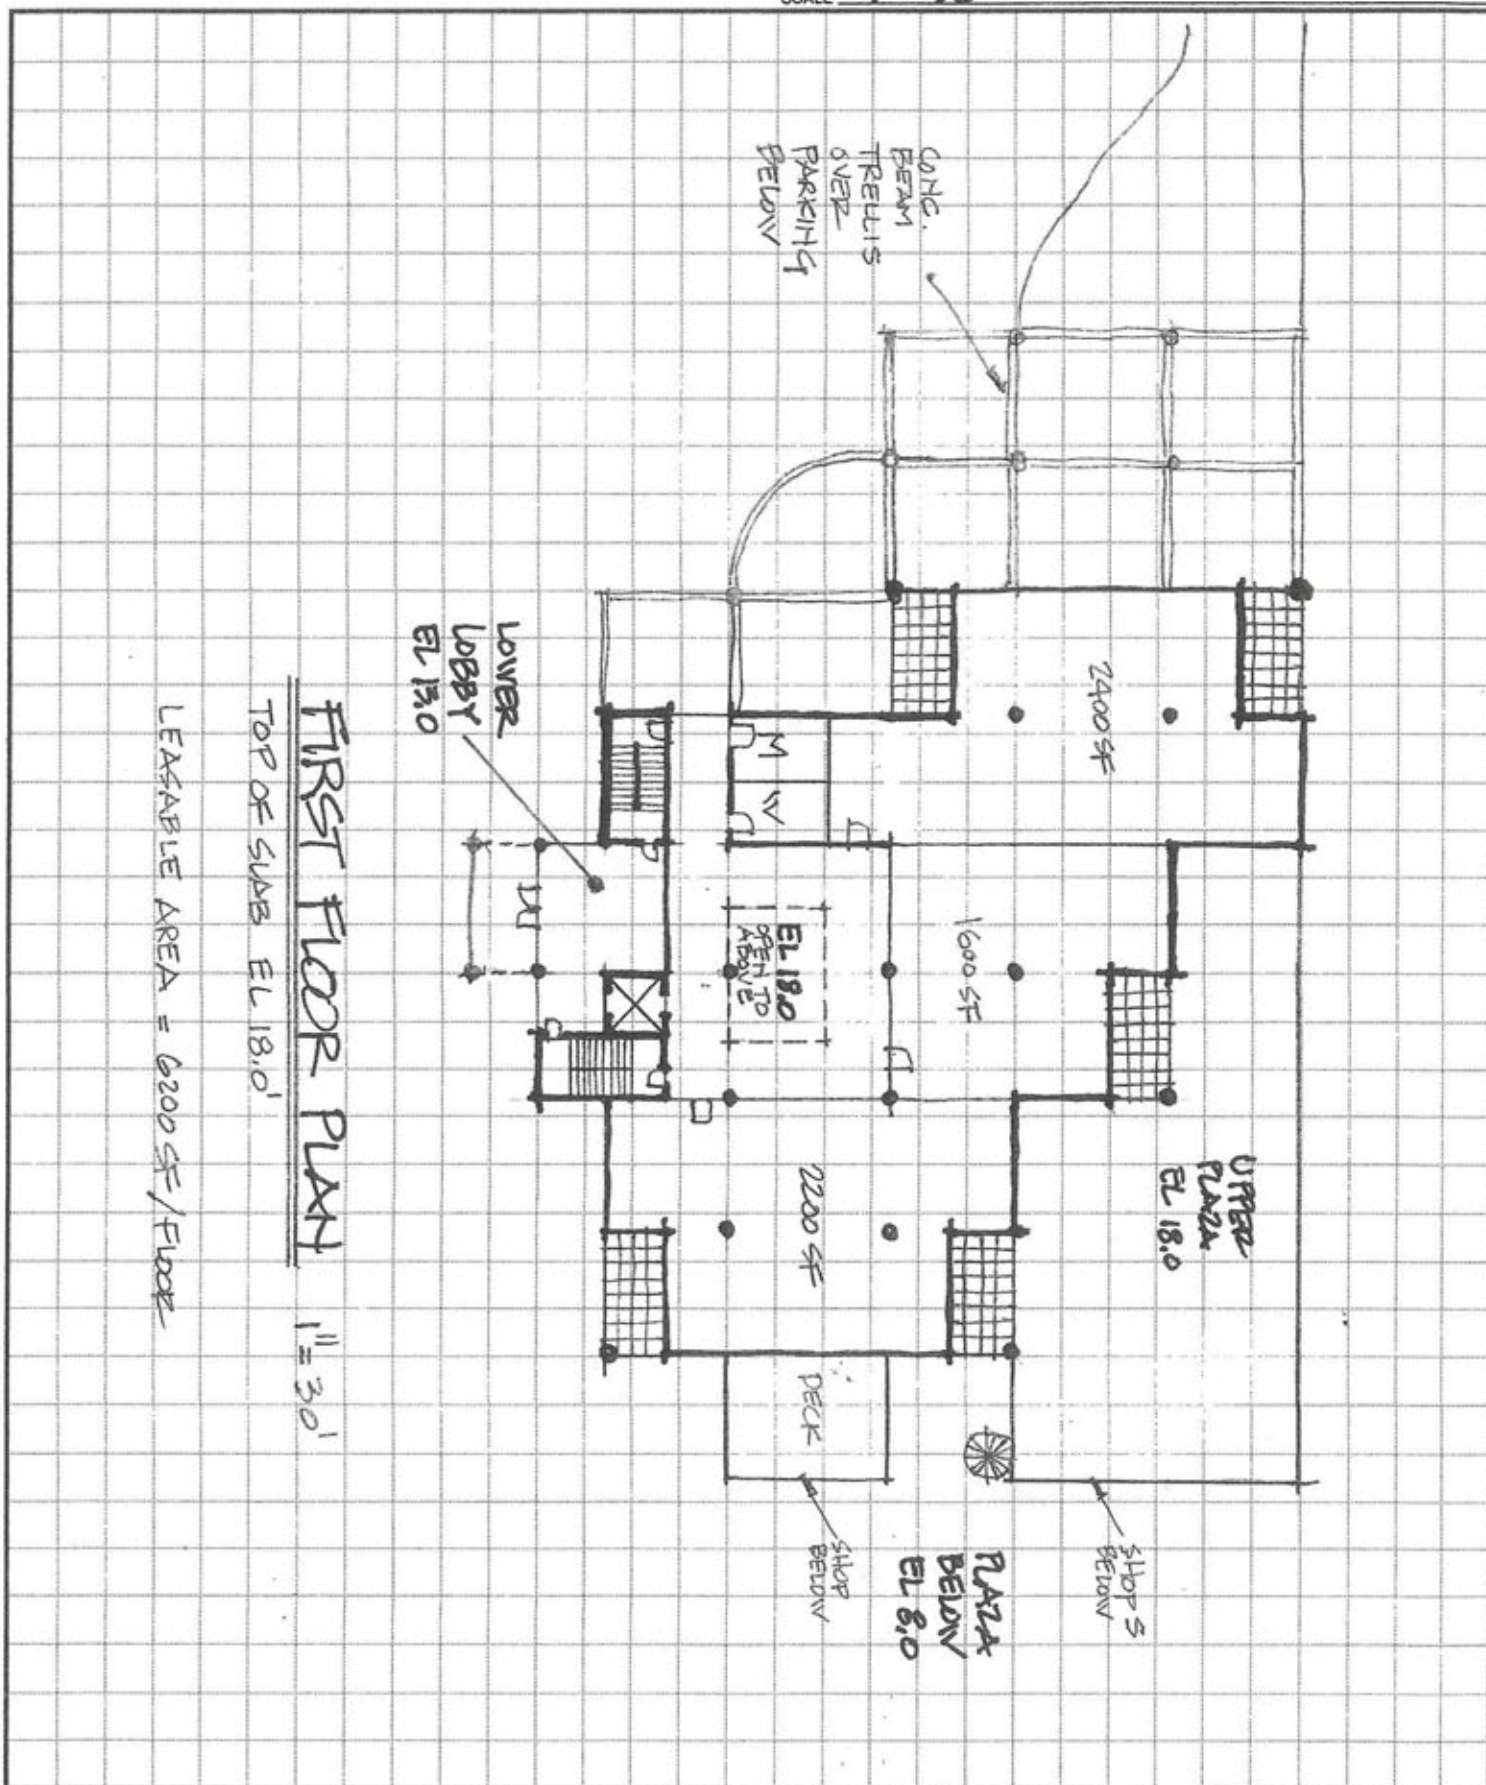 SCALE
CONC.
BEAM
TRELLIS
OVER
PARKING
BELOW
2400 SF
M
W
1600 SF
EL 18.0
OPEN TO
ABOVE
LOWER
LOBBY
EL 13.0
2200 SF
UPPER
PLAZA
EL 18.0
DECK
SHOP
BELOW
SHOPS
BELOW
PLAZA
BELOW
EL 8.0
FIRST FLOOR PLAN 1"=30'
TOP OF SLAB EL 18.0'
LEASABLE AREA = 6200 SF/FLOOR